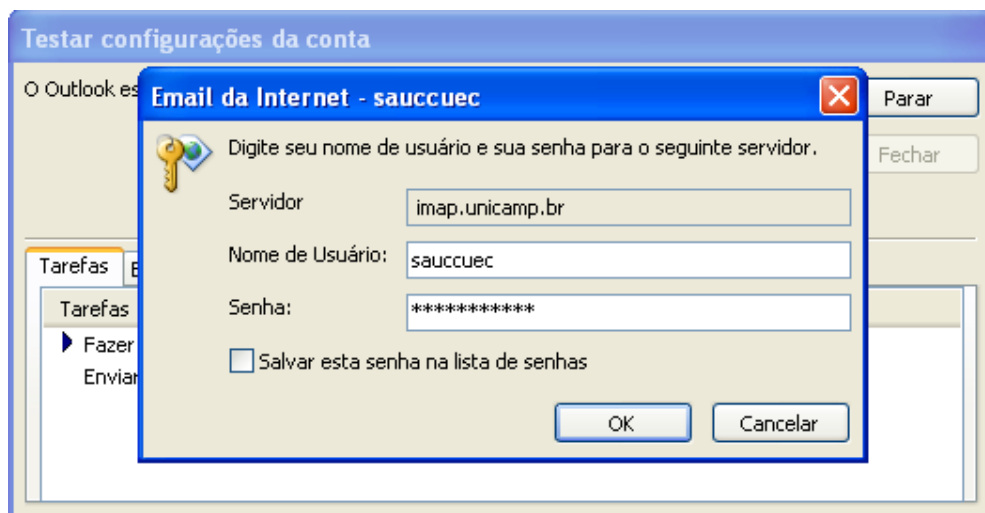 Testar configurações da conta
O Outlook es
Email da Internet - sauccuec
Parar
Digite seu nome de usuário e sua senha para o seguinte servidor.
Fechar
Servidor
imap.unicamp.br
Nome de Usuário:
sauccuec
Senha:
***********
Salvar esta senha na lista de senhas
OK
Cancelar
Tarefas
Tarefas
Fazer
Enviar